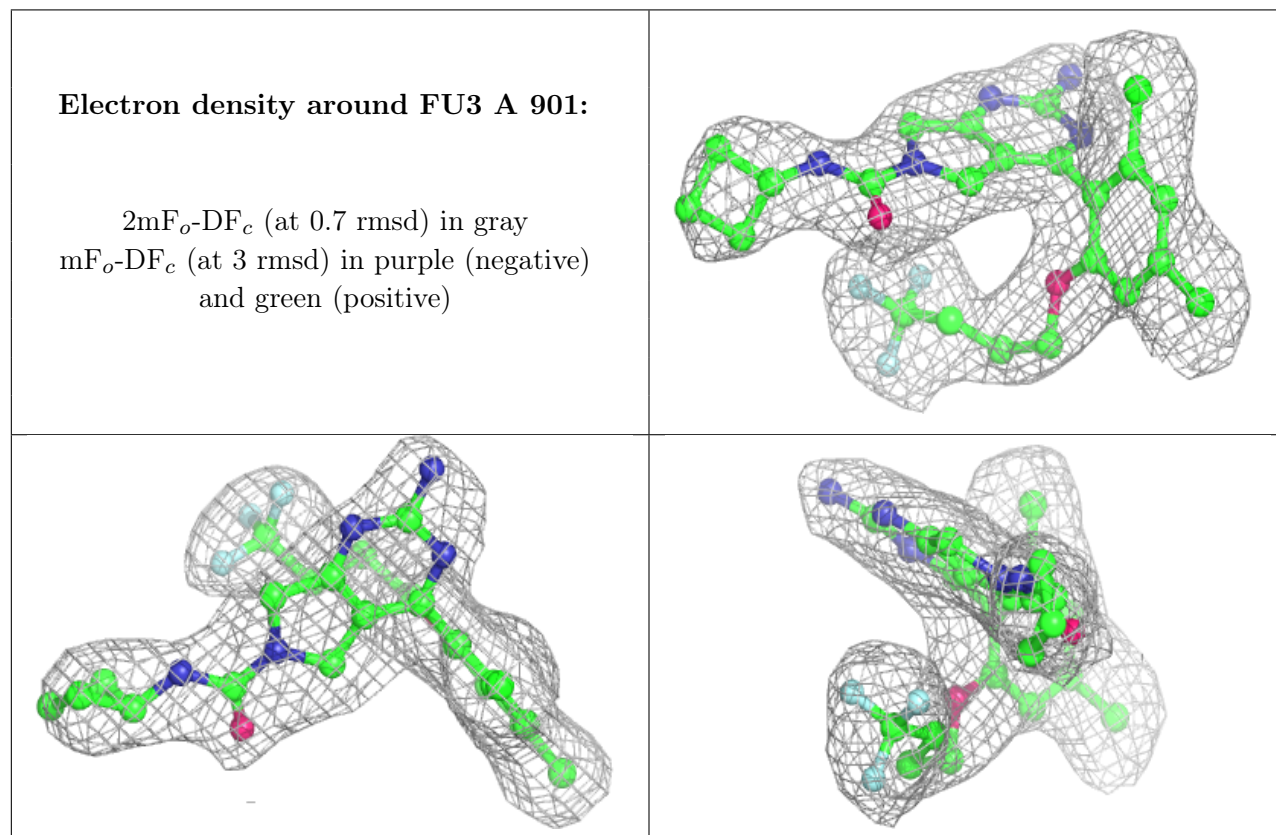 Electron density around FU3 A 901:
2mFo-DFc (at 0.7 rmsd) in gray
mFo-DFc (at 3 rmsd) in purple (negative)
and green (positive)